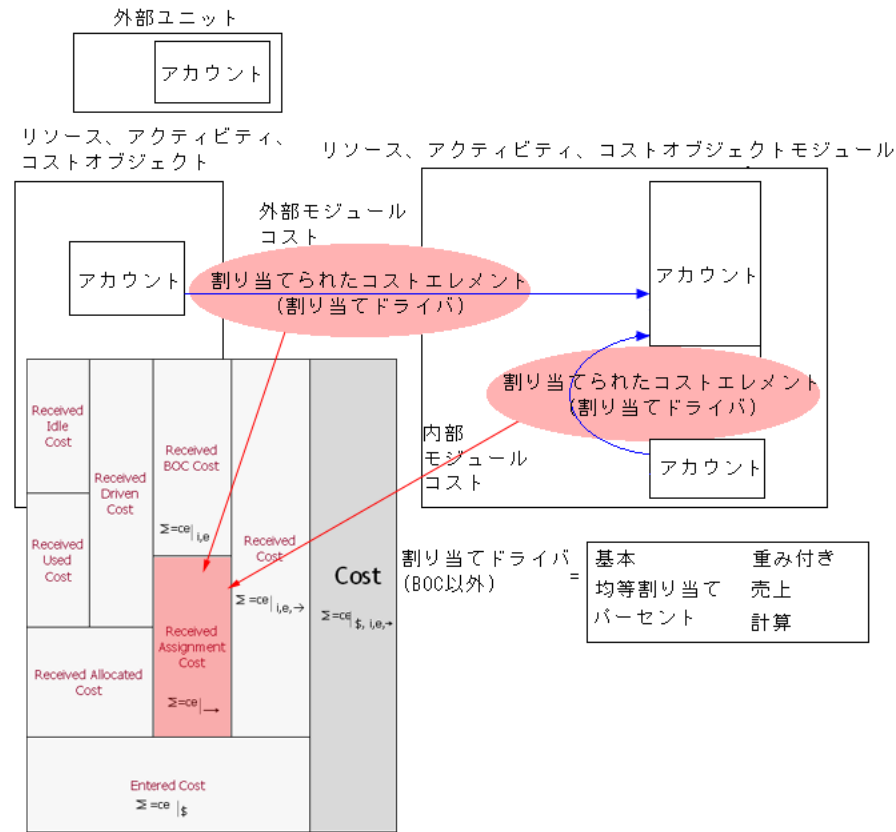 外部ユニット
アカウント
リソース、アクティビティ、
コストオブジェクト
アカウント
リソース、アクティビティ、コストオブジェクトモジュール
アカウント
アカウント
外部モジュール
コスト
割り当てられたコストエレメント
(割り当てドライバ)
割り当てられたコストエレメント
(割り当てドライバ)
内部
モジュール
コスト
Received
Idle
Cost
Received
Used
Cost
Received
Driven
Cost
Received Allocated
Cost
Received
BOC Cost
Σ=ce|i,e
Received
Assignment
Cost
Σ=ce|→
Received
Cost
Σ=ce|i,e,→
Entered Cost
Σ=ce|$
Cost
Σ=ce|$, i,e,→
割り当てドライバ
(BOC以外)
=
基本 重み付き
均等割り当て 売上
パーセント 計算